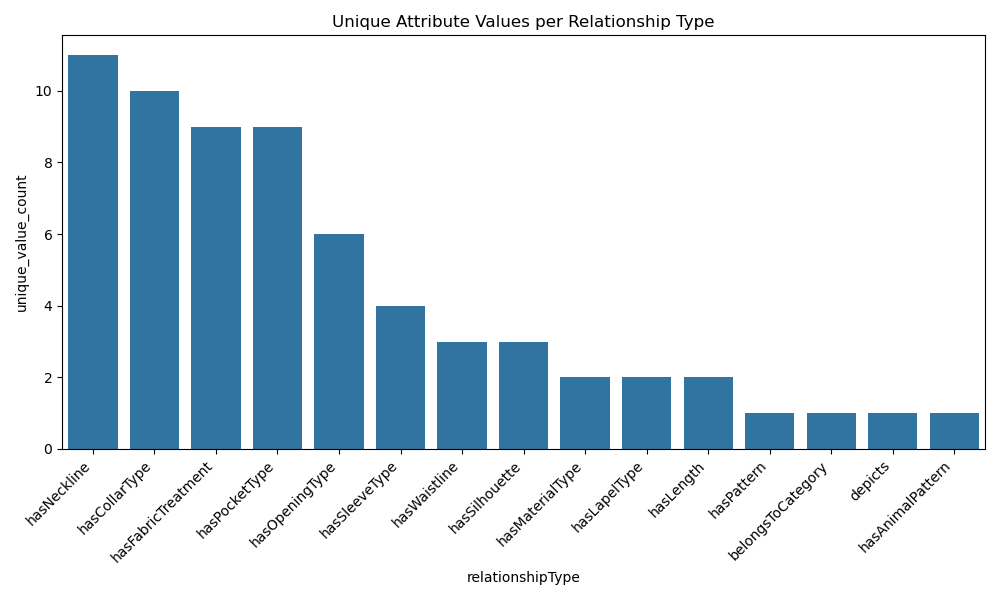 Unique Attribute Values per Relationship Type
unique_value_count
10
8
6
4
2
0
hasNeckline
hasCollarType
hasFabricTreatment
hasPocketType
hasOpeningType
hasSleeveType
hasWaistline
hasSilhouette
hasMaterialType
hasLapelType
hasLength
hasPattern
belongsToCategory
depicts
hasAnimalPattern
relationshipType